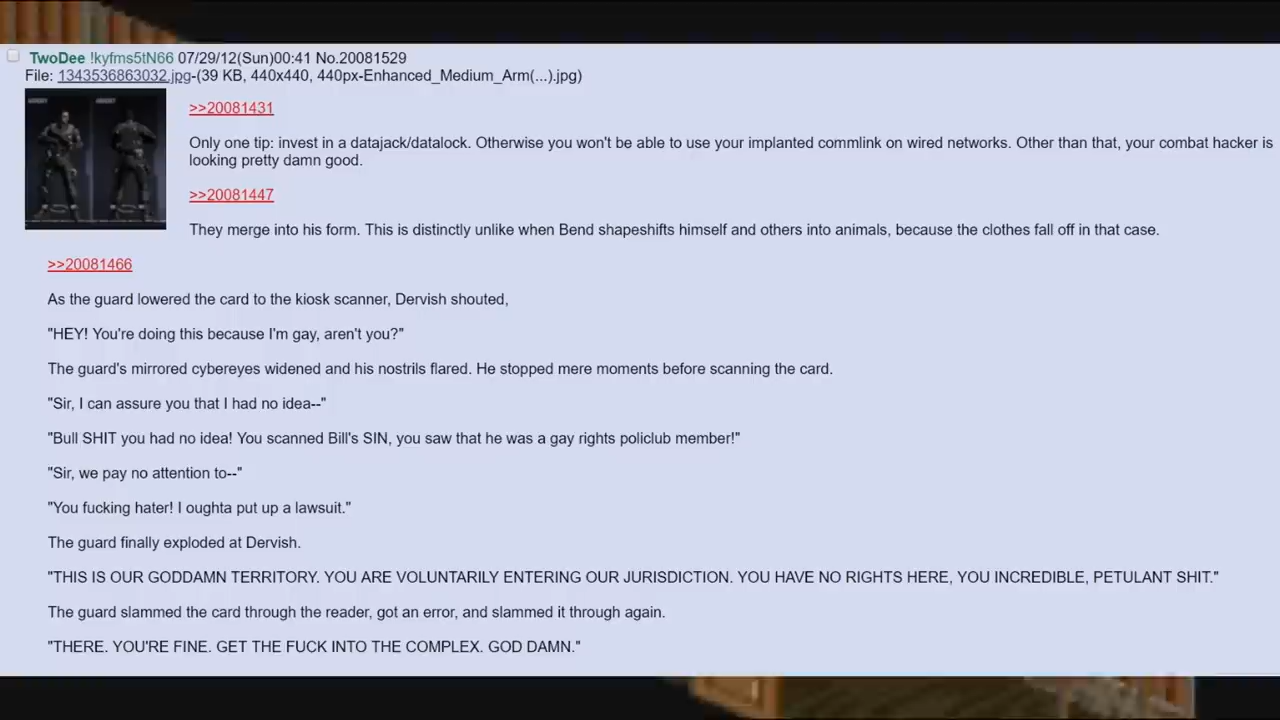 TwoDee !kyfms5tN66 07/29/12(Sun)00:41 No.20081529
File: 1343536863032.jpg-(39 KB, 440x440, 440px-Enhanced_Medium_Arm(...).jpg)
>>20081431
Only one tip: invest in a datajack/datalock. Otherwise you won't be able to use your implanted commlink on wired networks. Other than that, your combat hacker is
looking pretty damn good.
>>20081447
They merge into his form. This is distinctly unlike when Bend shapeshifts himself and others into animals, because the clothes fall off in that case.
>>20081466
As the guard lowered the card to the kiosk scanner, Dervish shouted,
"HEY! You're doing this because I'm gay, aren't you?"
The guard's mirrored cybereyes widened and his nostrils flared. He stopped mere moments before scanning the card.
"Sir, I can assure you that I had no idea--"
"Bull SHIT you had no idea! You scanned Bill's SIN, you saw that he was a gay rights policlub member!"
"Sir, we pay no attention to--"
"You fucking hater! I oughta put up a lawsuit."
The guard finally exploded at Dervish.
"THIS IS OUR GODDAMN TERRITORY. YOU ARE VOLUNTARILY ENTERING OUR JURISDICTION. YOU HAVE NO RIGHTS HERE, YOU INCREDIBLE, PETULANT SHIT."
The guard slammed the card through the reader, got an error, and slammed it through again.
"THERE. YOU'RE FINE. GET THE FUCK INTO THE COMPLEX. GOD DAMN."